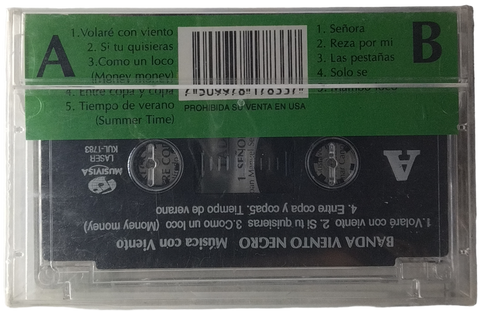 A
1.Volaré con viento
2. Si tu quisieras
3.Como un loco
(Money money)
4. Entre copa y copa
5. Tiempo de verano
(Summer Time)
PROHIBIDA SU VENTA EN USA
B
1. Señora
2. Reza por mi
3. Las pestañas
4. Solo se
MUSIVISA
LASER
KUL-1783
1. SEÑO
A
BANDA VIENTO NEGRO Música con Viento
1.Volaré con viento 2. Si tu quisieras 3.Como un loco (Money money)
4. Entre copa y copa5. Tiempo de verano